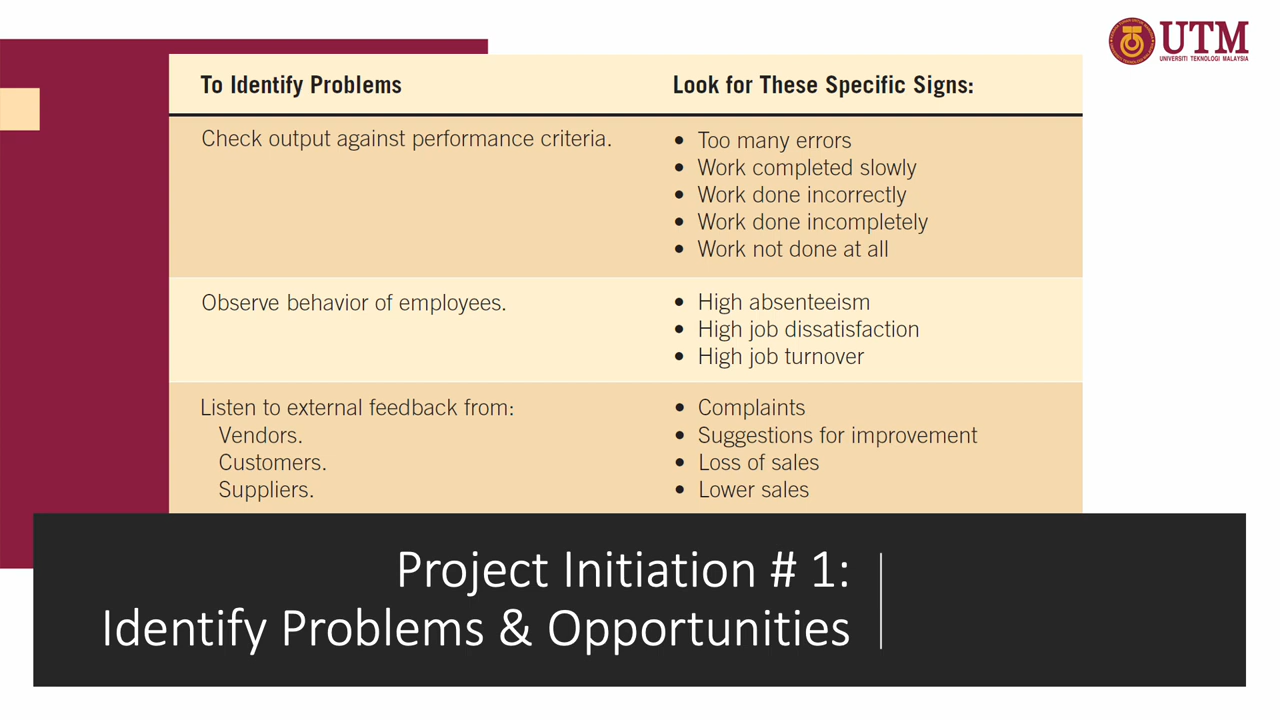 UTM
UNIVERSITI TEKNOLOGI MALAYSIA
To Identify Problems
Look for These Specific Signs:
Check output against performance criteria.
• Too many errors
• Work completed slowly
• Work done incorrectly
• Work done incompletely
• Work not done at all
Observe behavior of employees.
• High absenteeism
• High job dissatisfaction
• High job turnover
Listen to external feedback from:
Vendors.
Customers.
Suppliers.
• Complaints
• Suggestions for improvement
• Loss of sales
• Lower sales
Project Initiation # 1:
Identify Problems & Opportunities